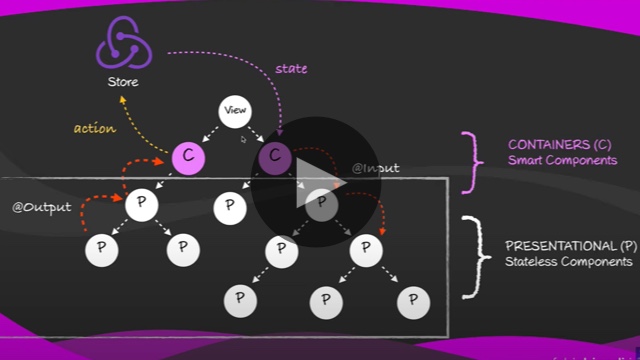 Store
state
View
action
C
C
CONTAINERS (C)
Smart Components
@Input
@Output
P
P
P
PRESENTATIONAL (P)
Stateless Components
P
P
P
P
P
P
P